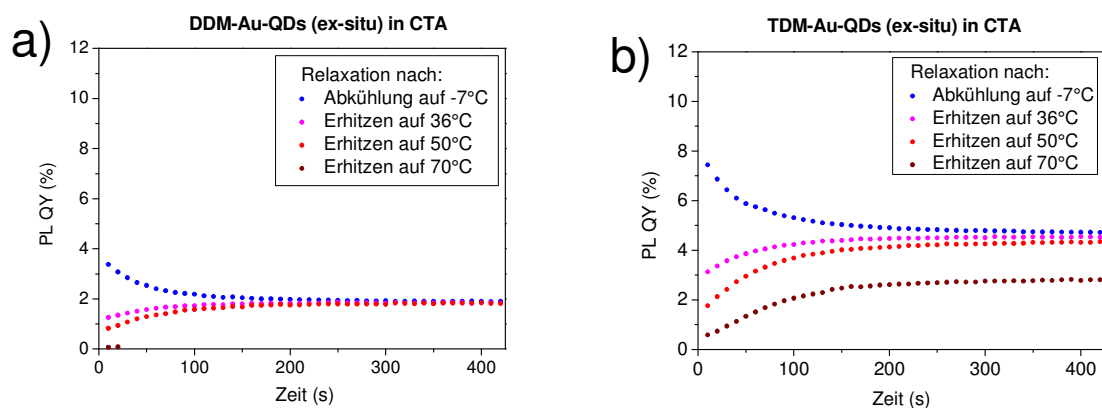 a)
DDM-Au-QDs (ex-situ) in CTA
12
10
8
6
4
2
0
PL QY (%)
Relaxation nach:
Abkühlung auf -7°C
Erhitzen auf 36°C
Erhitzen auf 50°C
Erhitzen auf 70°C
0 100 200 300 400
Zeit (s)
b)
TDM-Au-QDs (ex-situ) in CTA
12
10
8
6
4
2
0
PL QY (%)
Relaxation nach:
Abkühlung auf -7°C
Erhitzen auf 36°C
Erhitzen auf 50°C
Erhitzen auf 70°C
0 100 200 300 400
Zeit (s)